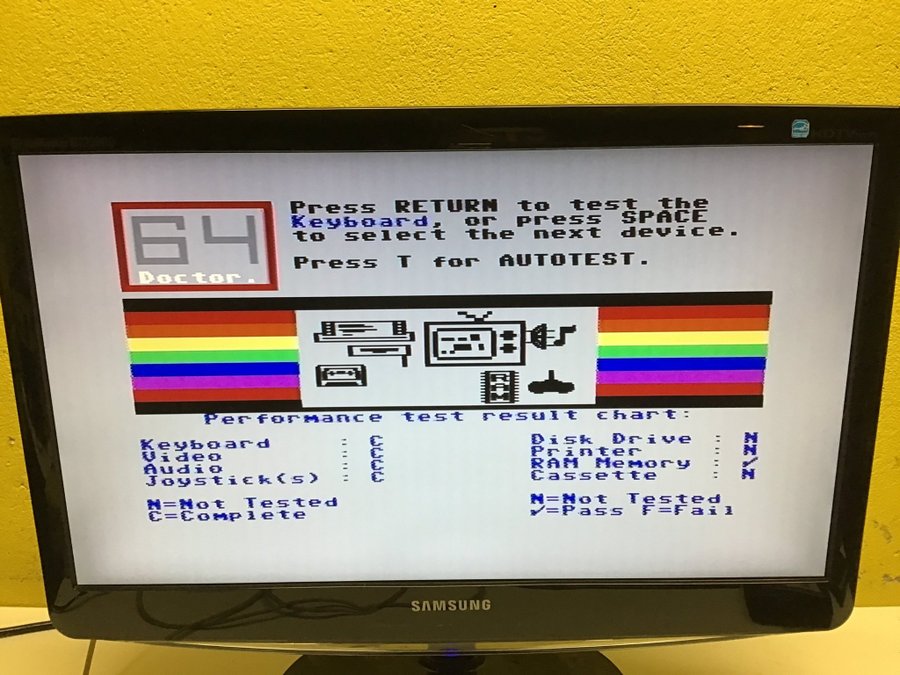 64
Doctor.
Press RETURN to test the
Keyboard, or press SPACE
to select the next device.
Press T for AUTOTEST.
RAM
Performance test result chart:
Keyboard : C
Video : C
Audio : C
Joystick(s) : C
N=Not Tested
C=Complete
Disk Drive : N
Printer : N
RAM Memory : ✓
Cassette : N
N=Not Tested
✓=Pass F=Fail
SAMSUNG